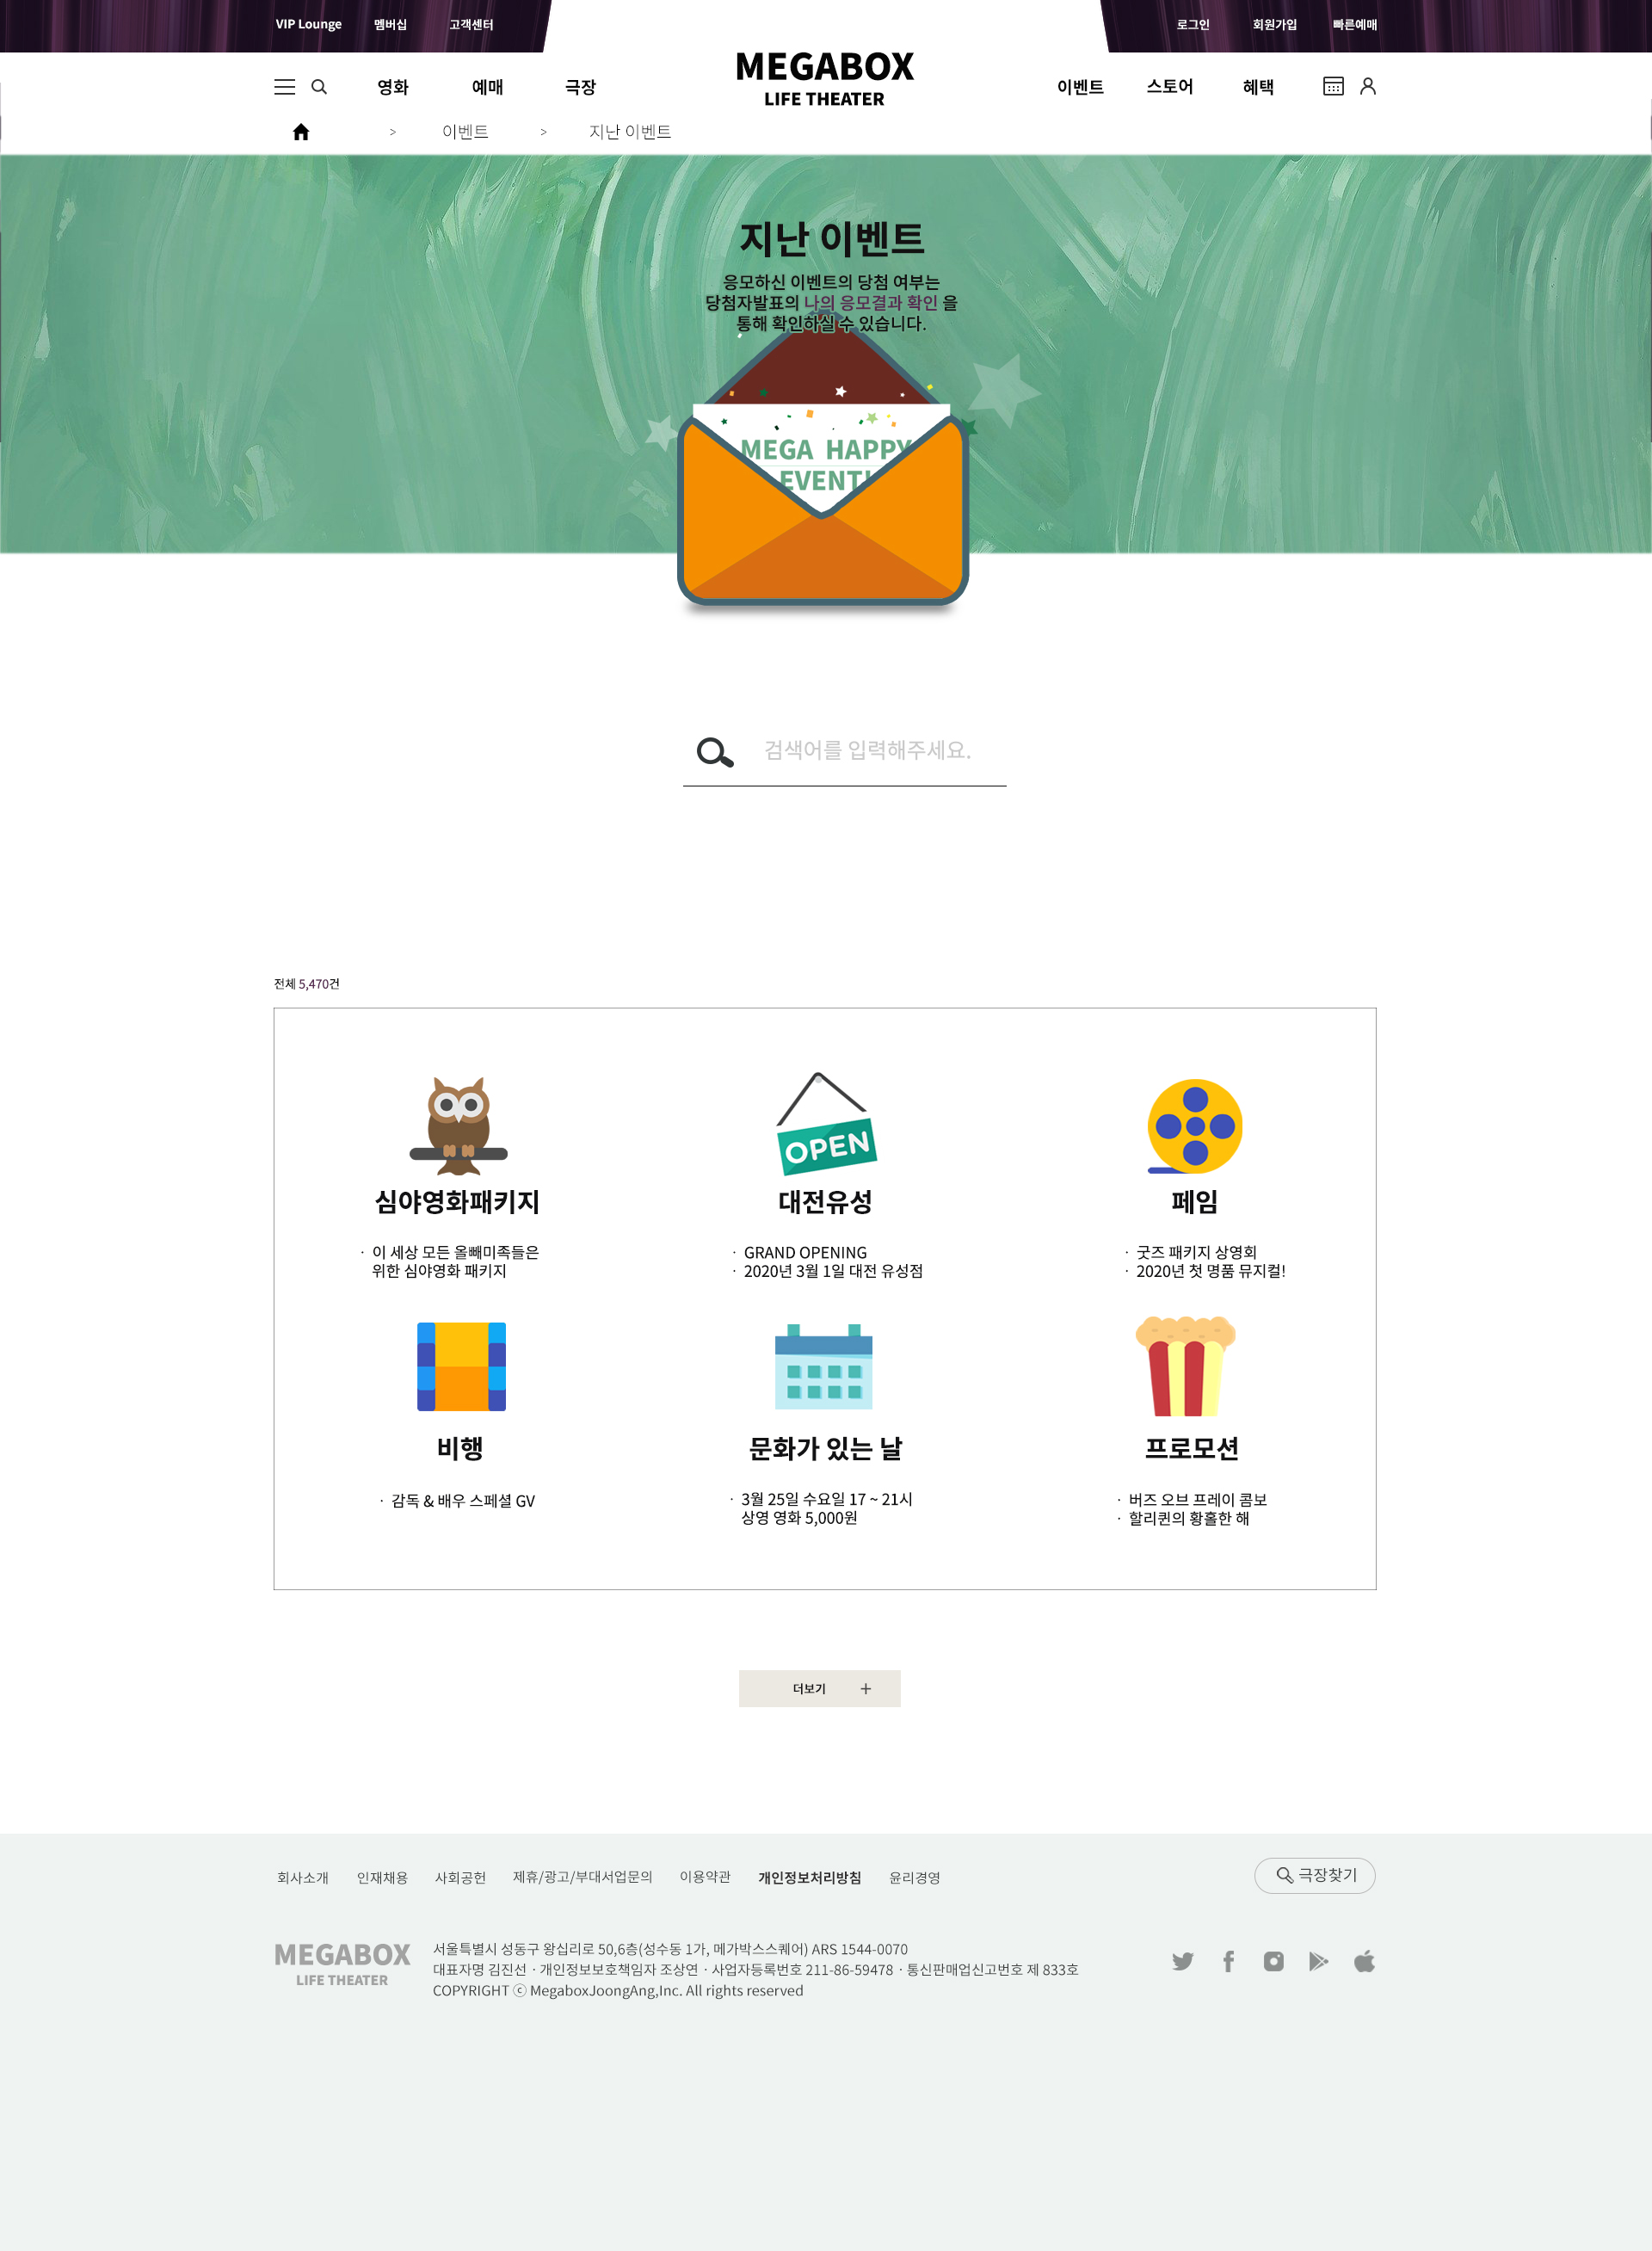 VIP Lounge 멤버십 고객센터 로그인 회원가입 빠른예매
영화 예매 극장 MEGABOX 이벤트 스토어 혜택
LIFE THEATER
> 이벤트 > 지난 이벤트
지난 이벤트
응모하신 이벤트의 당첨 여부는
당첨자발표의 나의 응모결과 확인 을
통해 확인하실 수 있습니다.
MEGA HAPPY
EVENT!
검색어를 입력해주세요.
전체 5,470건
OPEN
심야영화패키지 대전유성 페임
· 이 세상 모든 올빼미족들은
위한 심야영화 패키지
· GRAND OPENING
· 2020년 3월 1일 대전 유성점
· 굿즈 패키지 상영회
· 2020년 첫 명품 뮤지컬!
비행 문화가 있는 날 프로모션
· 감독 & 배우 스페셜 GV
· 3월 25일 수요일 17 ~ 21시
상영 영화 5,000원
· 버즈 오브 프레이 콤보
· 할리퀸의 황홀한 해
더보기 +
회사소개 인재채용 사회공헌 제휴/광고/부대서업문의 이용약관 개인정보처리방침 윤리경영 극장찾기
MEGABOX
LIFE THEATER
서울특별시 성동구 왕십리로 50,6층(성수동 1가, 메가박스스퀘어) ARS 1544-0070
대표자명 김진선 · 개인정보보호책임자 조상연 · 사업자등록번호 211-86-59478 · 통신판매업신고번호 제 833호
COPYRIGHT ⓒ MegaboxJoongAng,Inc. All rights reserved